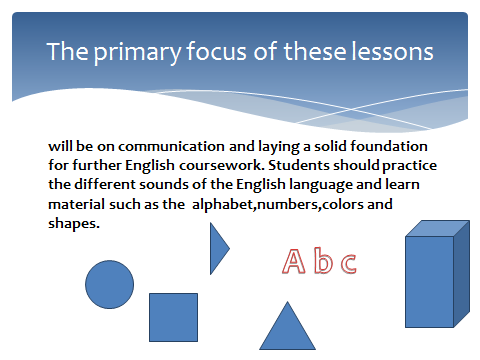 The primary focus of these lessons
will be on communication and laying a solid foundation
for further English coursework. Students should practice
the different sounds of the English language and learn
material such as the  alphabet,numbers,colors and
shapes.
A b c